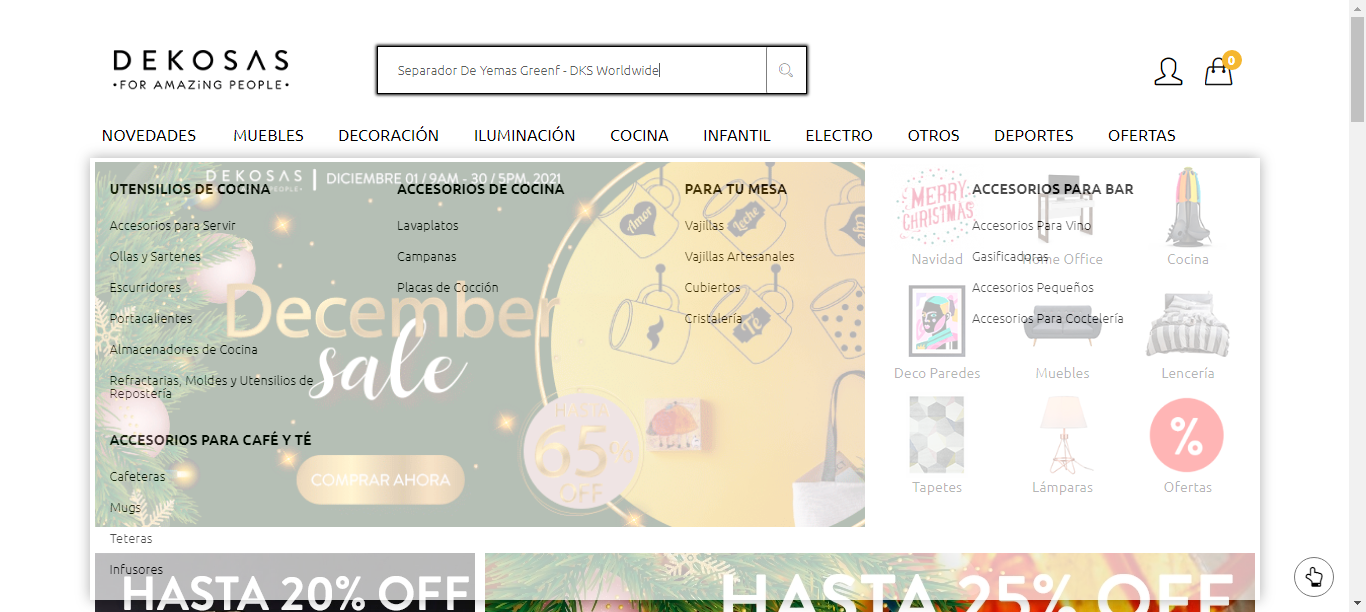 DEKOSAS
•FOR AMAZiNG PEOPLE•
Separador De Yemas Greenf - DKS Worldwide
0
NOVEDADES MUEBLES DECORACIÓN ILUMINACIÓN COCINA INFANTIL ELECTRO OTROS DEPORTES OFERTAS
DEKOSAS | DICIEMBRE 01 / 9AM - 30 / 5PM, 2021
UTENSILIOS DE COCINA
Accesorios para Servir
Ollas y Sartenes
Escurridores
Portacalientes
Almacenadores de Cocina
Refractarias, Moldes y Utensilios de
Repostería
ACCESORIOS PARA CAFÉ Y TÉ
Cafeteras
Mugs
Teteras
Infusores
ACCESORIOS DE COCINA
Lavaplatos
Campanas
Placas de Cocción
PARA TU MESA
Vajillas
Vajillas Artesanales
Cubiertos
Cristalería
ACCESORIOS PARA BAR
Accesorios Para Vino
Gasificadoras
Accesorios Pequeños
Accesorios Para Coctelería
December
sale
HASTA
65%
OFF
COMPRAR AHORA
Amor
Leche
Café
Té
MERRY
CHRISTMAS
Navidad
Home Office
Cocina
Deco Paredes
Muebles
Lencería
%
Tapetes
Lámparas
Ofertas
HASTA 20% OFF
HASTA 25% OFF